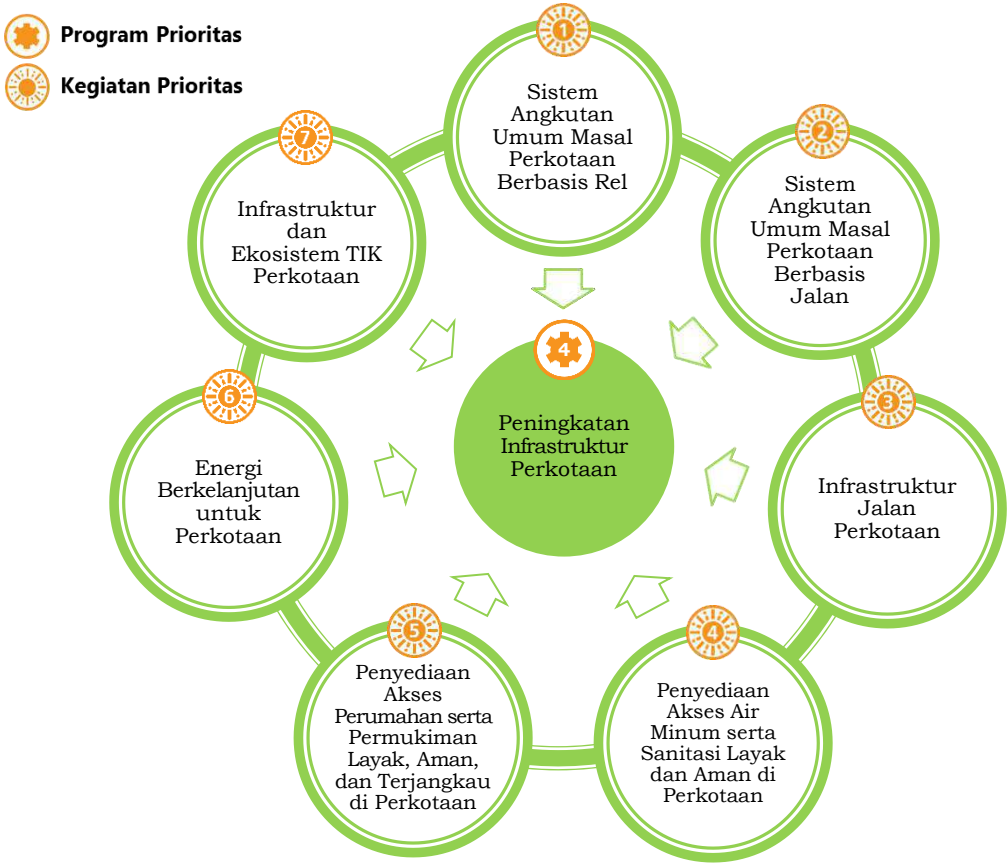 Program Prioritas
Kegiatan Prioritas
1
Sistem
Angkutan
Umum Masal
Perkotaan
Berbasis Rel
2
Sistem
Angkutan
Umum Masal
Perkotaan
Berbasis
Jalan
3
Infrastruktur
Jalan
Perkotaan
4
Penyediaan
Akses Air
Minum serta
Sanitasi Layak
dan Aman di
Perkotaan
5
Penyediaan
Akses
Perumahan serta
Permukiman
Layak, Aman,
dan Terjangkau
di Perkotaan
6
Energi
Berkelanjutan
untuk
Perkotaan
7
Infrastruktur
dan
Ekosistem TIK
Perkotaan
4
Peningkatan
Infrastruktur
Perkotaan